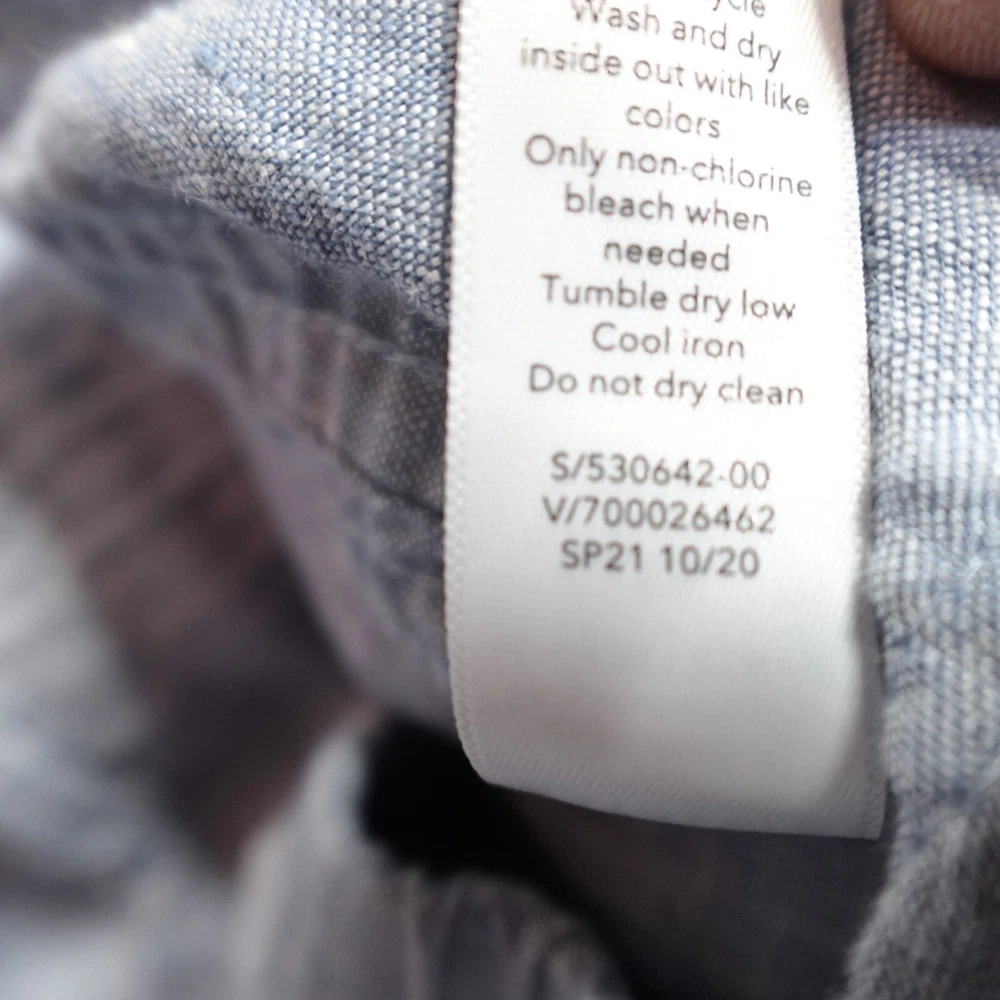 Wash and dry
inside out with like
colors
Only non-chlorine
bleach when
needed
Tumble dry low
Cool iron
Do not dry clean
S/530642-00
V/700026462
SP21 10/20